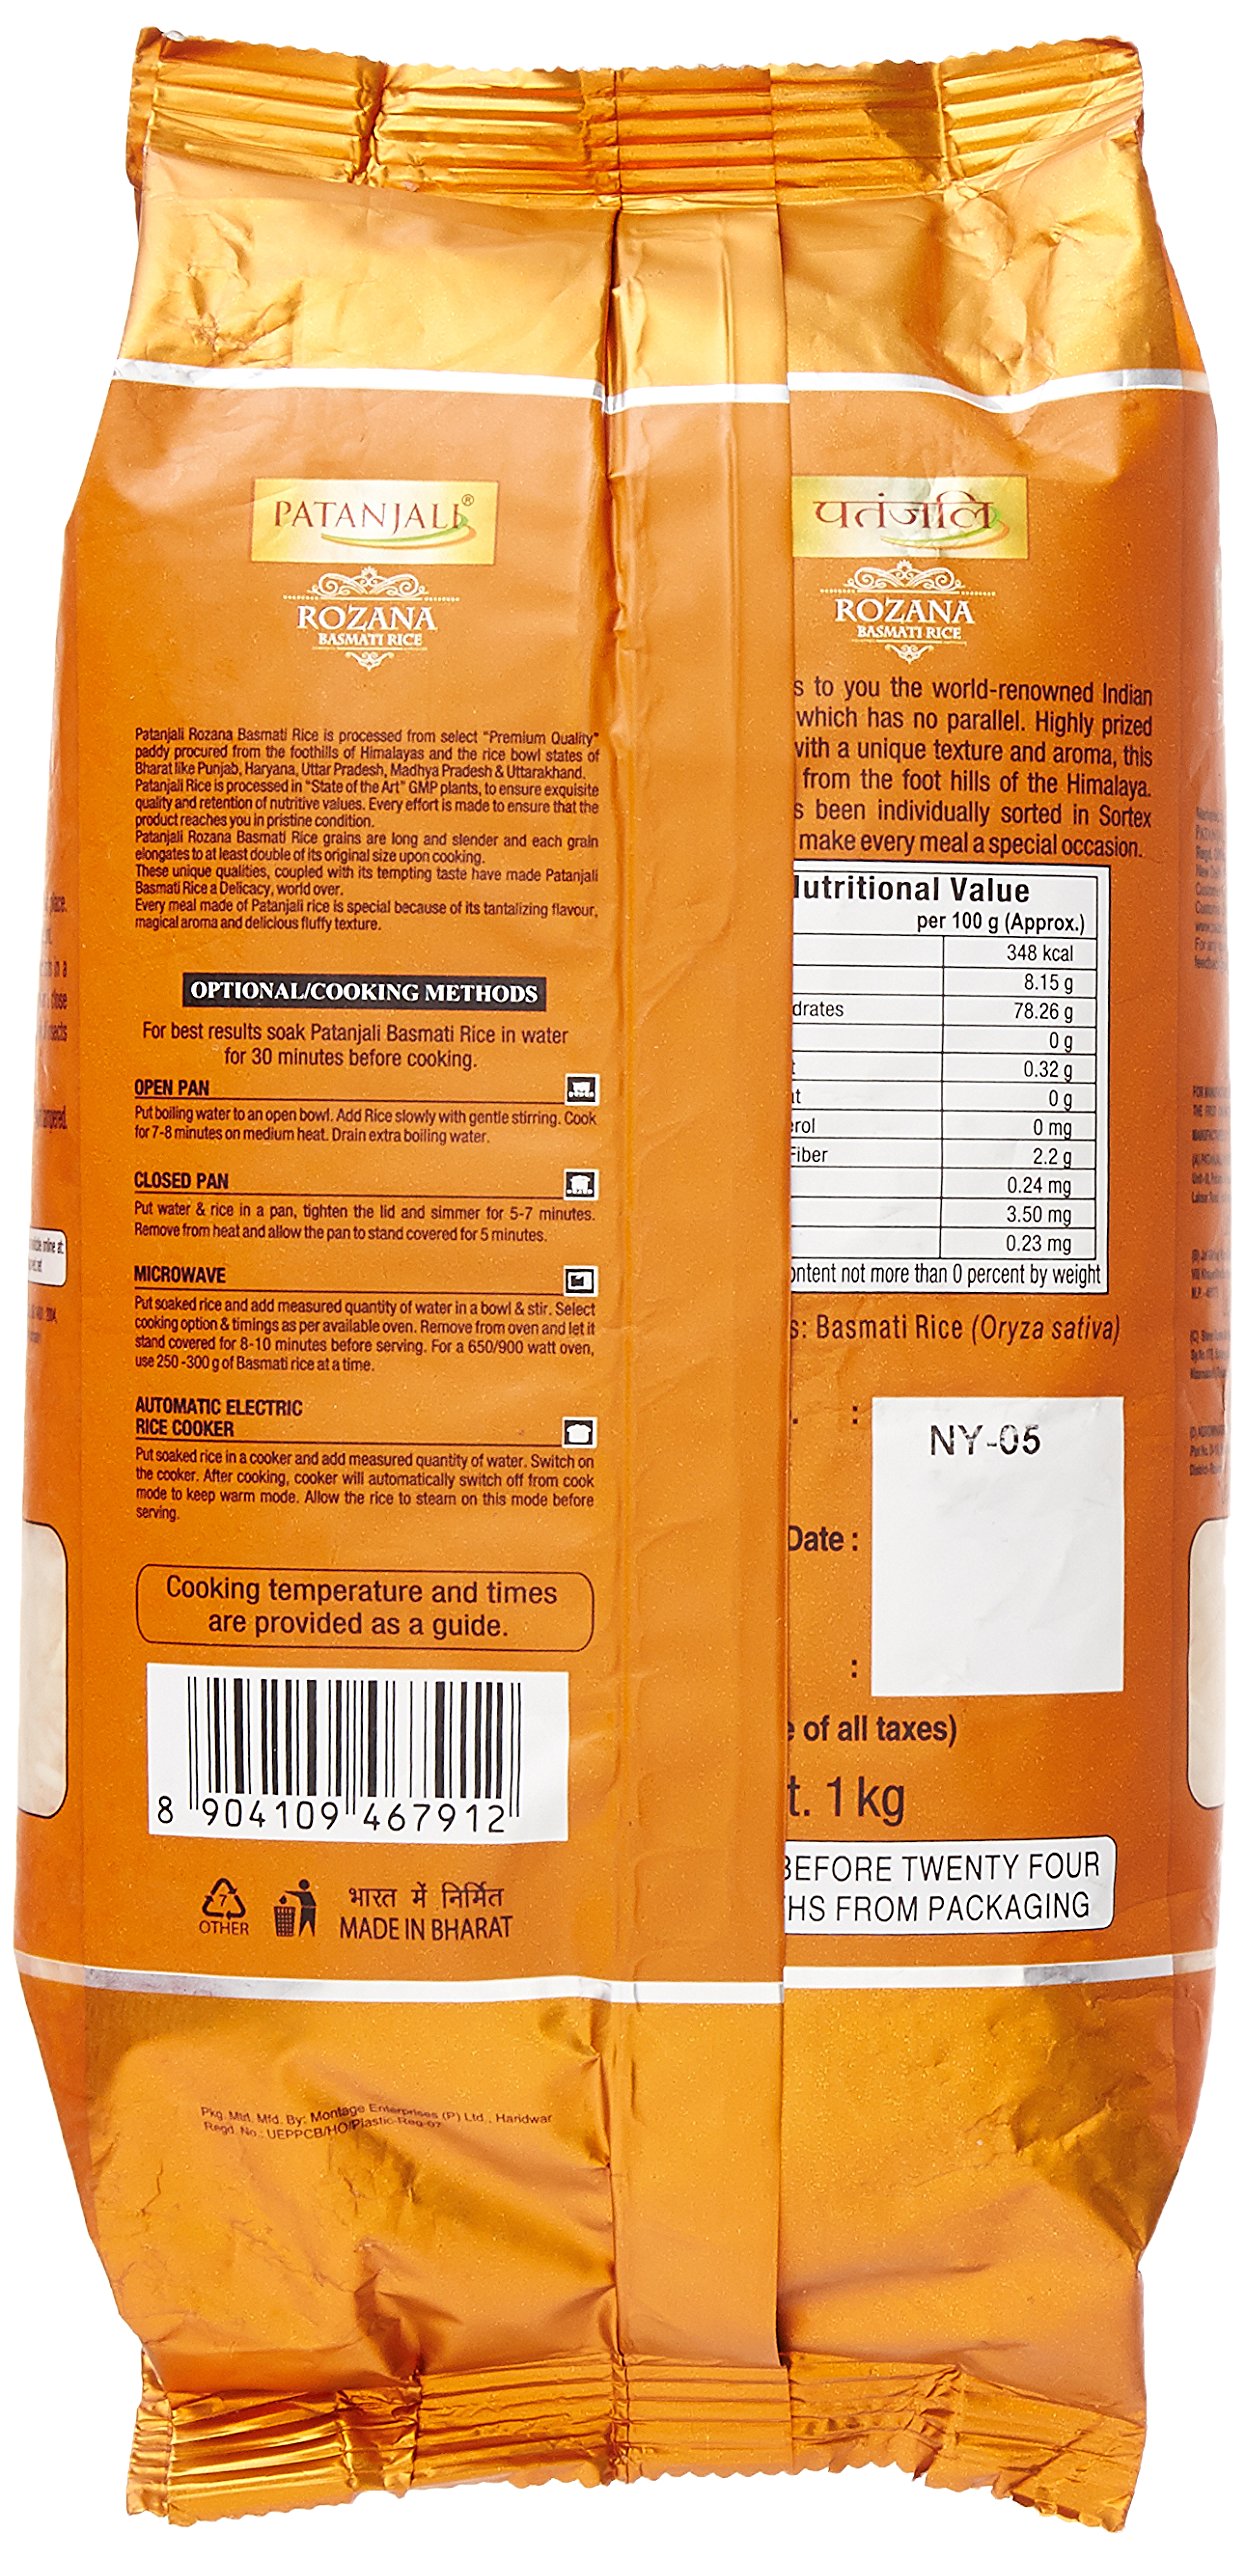 PATANJALI®
ROZANA
BASMATI RICE
Patanjali Rozana Basmati Rice is processed from select "Premium Quality"
paddy procured from the foothills of Himalayas and the rice bowl states of
Bharat like Punjab, Haryana, Uttar Pradesh, Madhya Pradesh & Uttarakhand.
Patanjali Rice is processed in "State of the Art" GMP plants, to ensure exquisite
quality and retention of nutritive values. Every effort is made to ensure that the
product reaches you in pristine condition.
Patanjali Rozana Basmati Rice grains are long and slender and each grain
elongates to at least double of its original size upon cooking.
These unique qualities, coupled with its tempting taste have made Patanjali
Basmati Rice a Delicacy, world over.
Every meal made of Patanjali rice is special because of its tantalizing flavour,
magical aroma and delicious fluffy texture.
OPTIONAL/COOKING METHODS
For best results soak Patanjali Basmati Rice in water
for 30 minutes before cooking.
OPEN PAN
Put boiling water to an open bowl. Add Rice slowly with gentle stirring. Cook
for 7-8 minutes on medium heat. Drain extra boiling water.
CLOSED PAN
Put water & rice in a pan, tighten the lid and simmer for 5-7 minutes.
Remove from heat and allow the pan to stand covered for 5 minutes.
MICROWAVE
Put soaked rice and add measured quantity of water in a bowl & stir. Select
cooking option & timings as per available oven. Remove from oven and let it
stand covered for 8-10 minutes before serving. For a 650/900 watt oven,
use 250 -300 g of Basmati rice at a time.
AUTOMATIC ELECTRIC
RICE COOKER
Put soaked rice in a cooker and add measured quantity of water. Switch on
the cooker. After cooking, cooker will automatically switch off from cook
mode to keep warm mode. Allow the rice to steam on this mode before
serving.
Cooking temperature and times
are provided as a guide.
8 904109 467912
7
OTHER
भारत में निर्मित
MADE IN BHARAT
Pkg. Mtrl. Mfd. By: Montage Enterprises (P) Ltd., Haridwar
Regd. No.: UEPPCB/HO/Plastic-Reg-07
पतंजलि
ROZANA
BASMATI RICE
s to you the world-renowned Indian
which has no parallel. Highly prized
with a unique texture and aroma, this
from the foot hills of the Himalaya.
s been individually sorted in Sortex
make every meal a special occasion.
Nutritional Value
per 100 g (Approx.)
348 kcal
8.15 g
drates 78.26 g
0 g
0.32 g
at 0 g
erol 0 mg
Fiber 2.2 g
0.24 mg
3.50 mg
0.23 mg
ontent not more than 0 percent by weight
s: Basmati Rice (Oryza sativa)
. : NY-05
Date :
:
e of all taxes)
t. 1 kg
BEFORE TWENTY FOUR
THS FROM PACKAGING